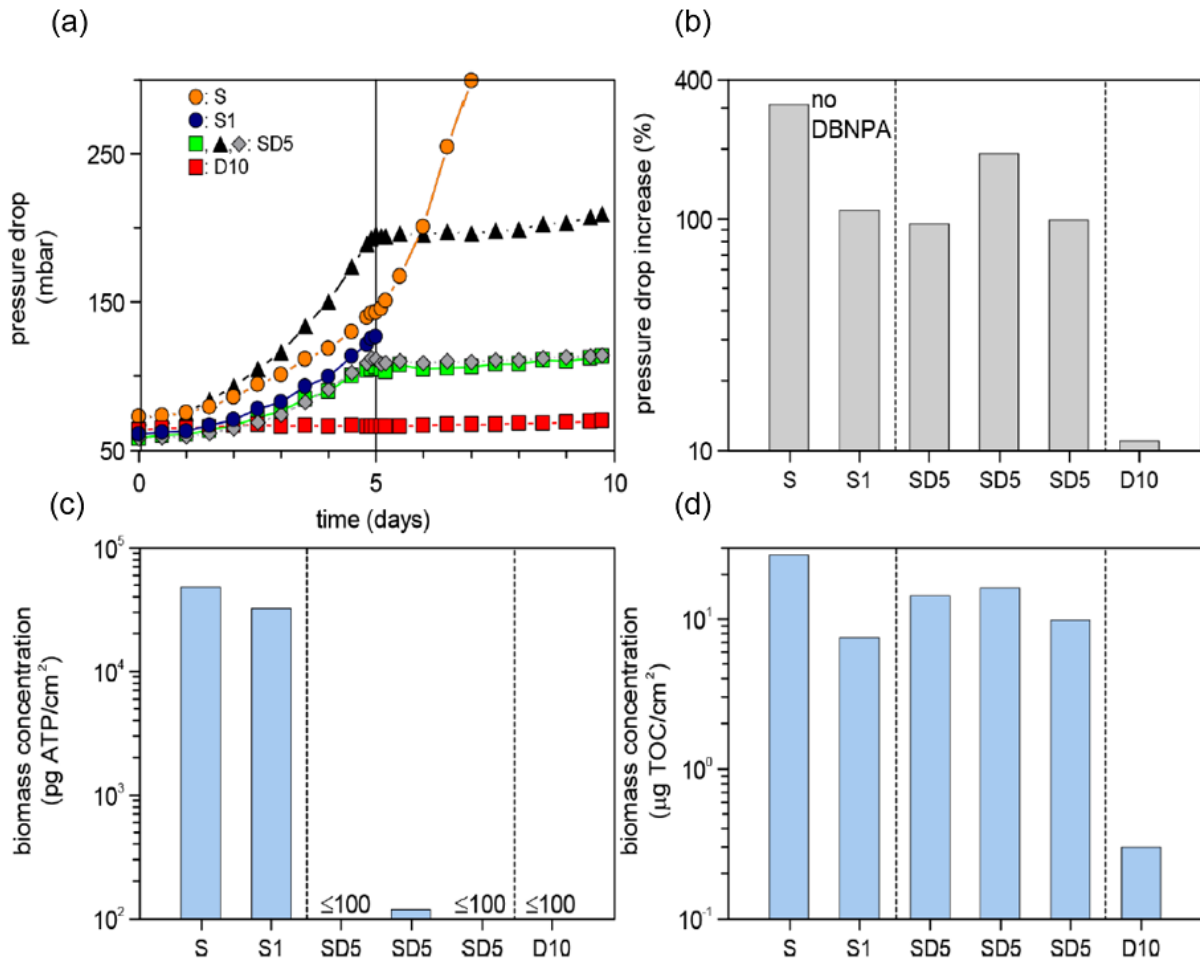 (a)
pressure drop
(mbar)
250
150
50
: S
: S1
, , : SD5
: D10
0
5
10
time (days)
(b)
pressure drop increase (%)
400
100
10
no
DBNPA
S
S1
SD5
SD5
SD5
D10
(c)
biomass concentration
(pg ATP/cm²)
10⁵
10⁴
10³
10²
≤100
≤100
≤100
S
S1
SD5
SD5
SD5
D10
(d)
biomass concentration
(μg TOC/cm²)
10¹
10⁰
10⁻¹
S
S1
SD5
SD5
SD5
D10